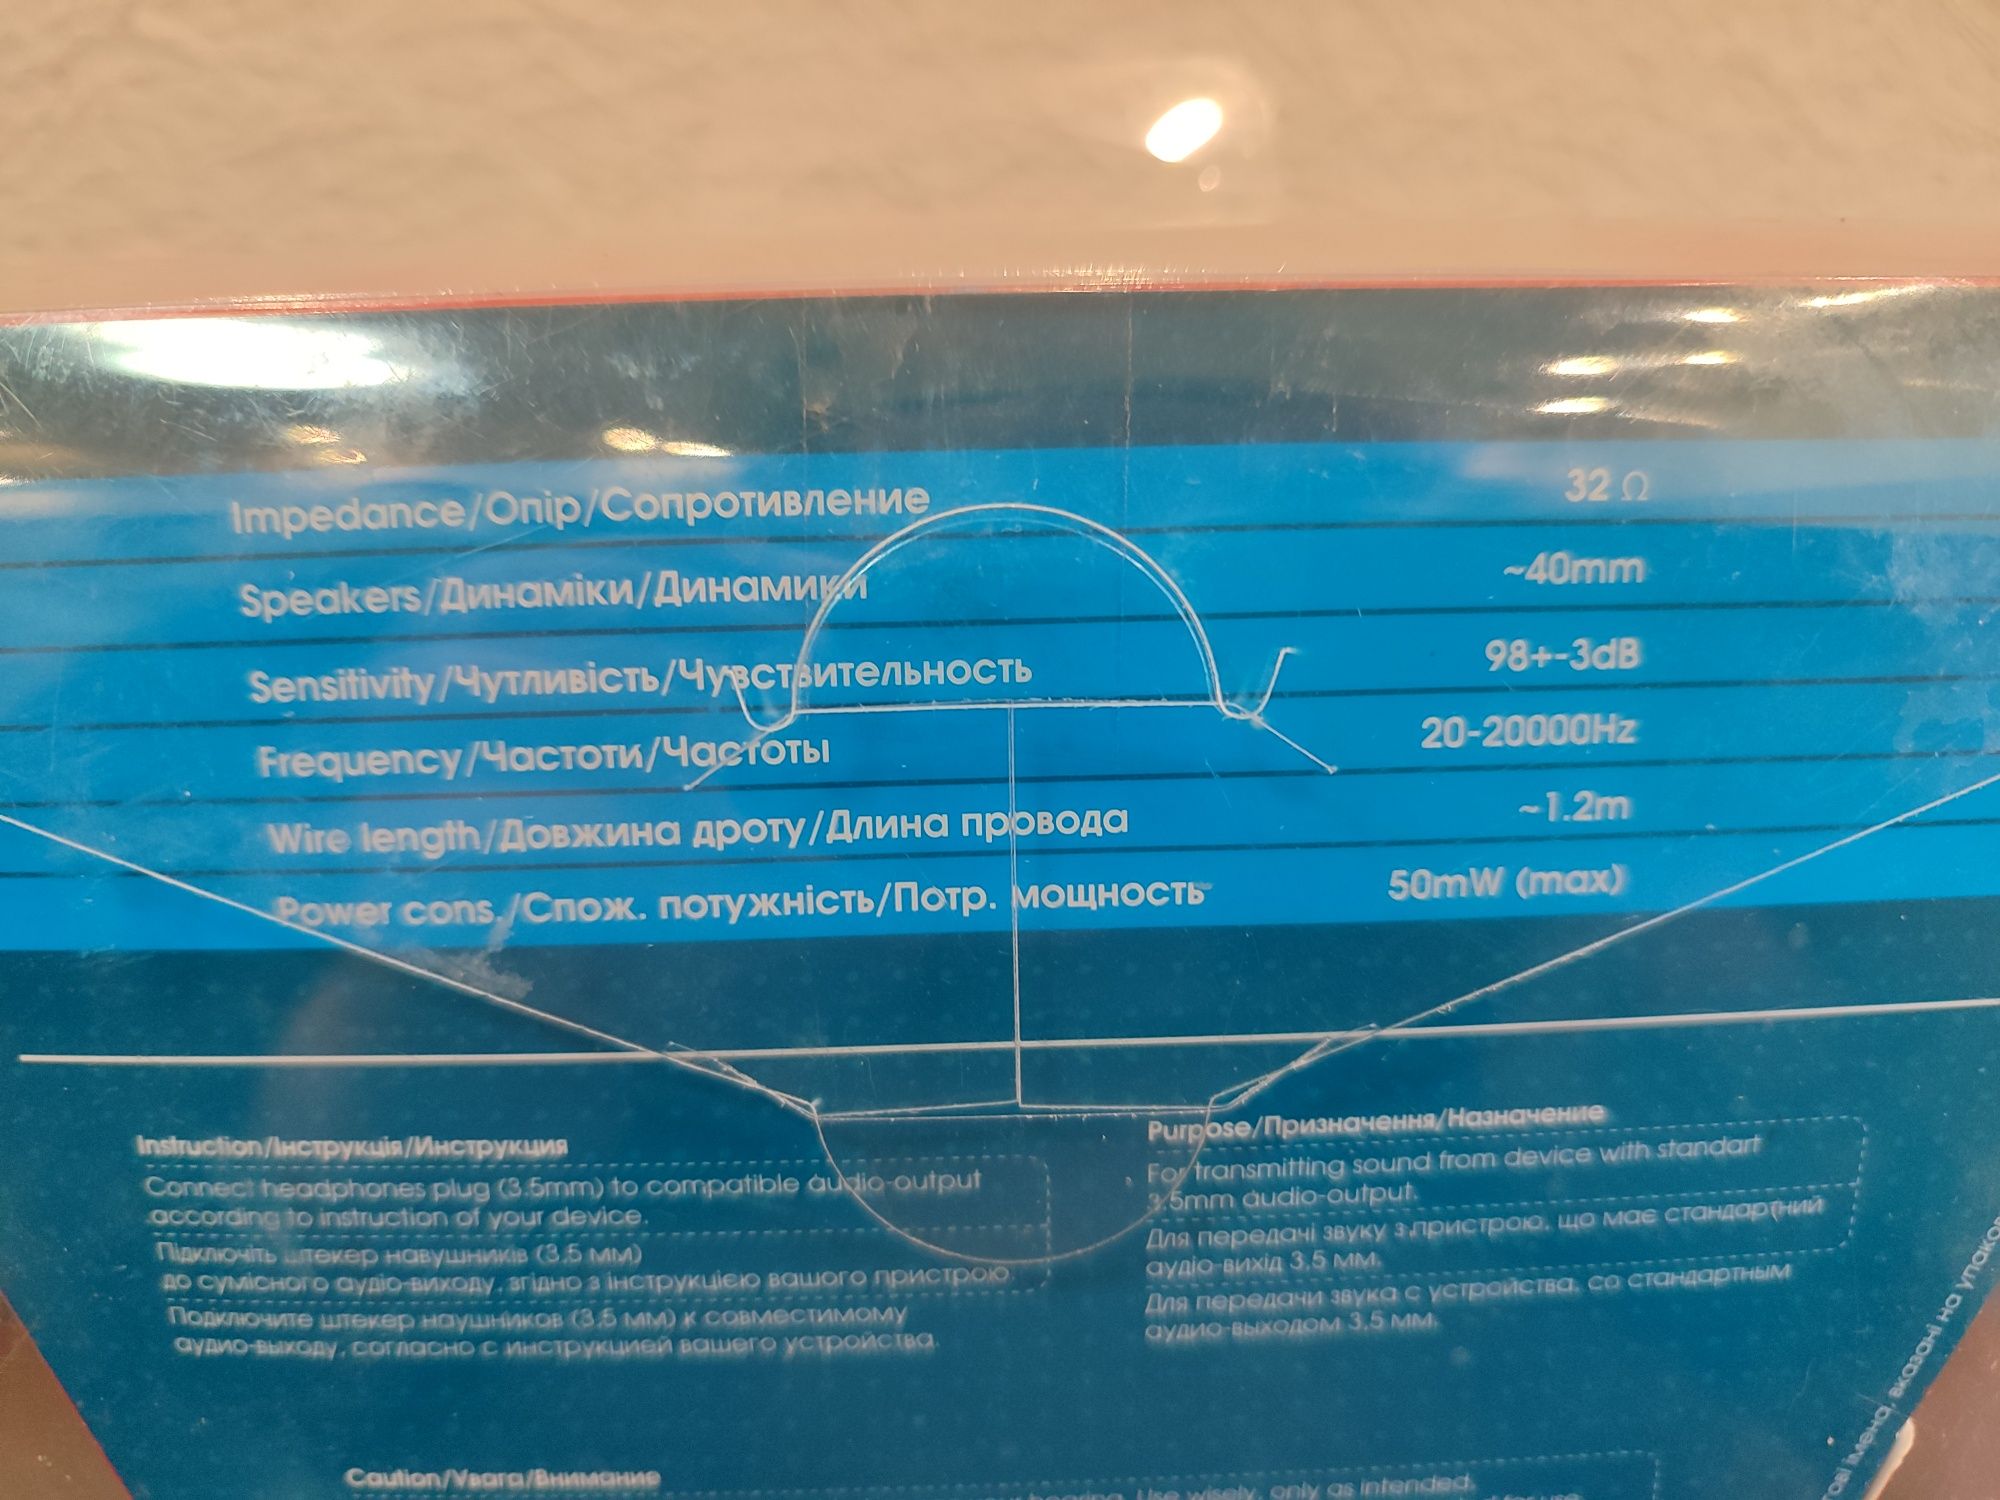 Impedance/Опір/Сопротивление 32 Ω
Speakers/Динаміки/Динамики ~40mm
Sensitivity/Чутливість/Чувствительность 98+-3dB
Frequency/Частоти/Частоты 20-20000Hz
Wire length/Довжина дроту/Длина провода ~1.2m
Power cons./Спож. потужність/Потр. мощность 50mW (max)
Instruction/Інструкція/Инструкция
Connect headphones plug (3.5mm) to compatible audio-output
according to instruction of your device.
Підключіть штекер навушників (3,5 мм)
до сумісного аудіо-виходу, згідно з інструкцією вашого пристрою.
Подключите штекер наушников (3,5 мм) к совместимому
аудио-выходу, согласно с инструкцией вашего устройства.
Purpose/Призначення/Назначение
For transmitting sound from device with standart
3.5mm audio-output.
Для передачі звуку з пристрою, що має стандартний
аудіо-вихід 3.5 мм.
Для передачи звука с устройства, со стандартным
аудио-выходом 3,5 мм.
Caution/Увага/Внимание
hearing. Use wisely, only as intended.
for use
імена, вказані на